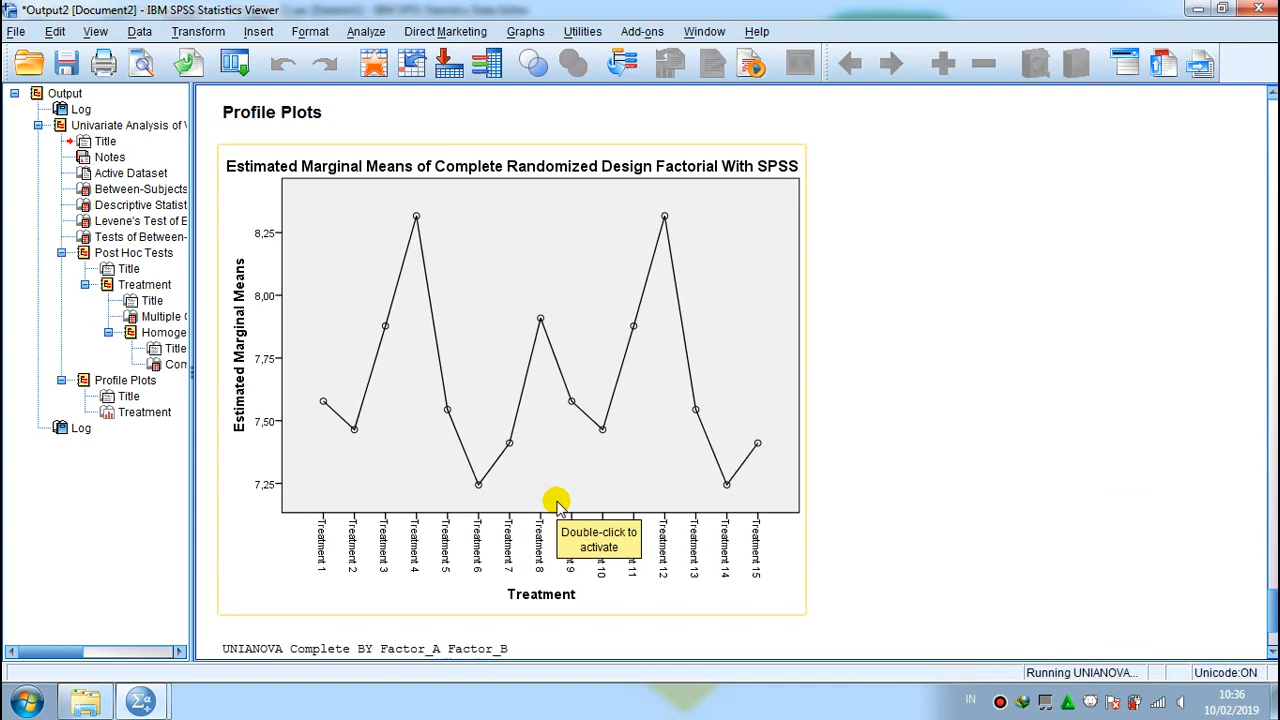 *Output2 [Document2] - IBM SPSS Statistics Viewer
File Edit View Data Transform Insert Format Analyze Direct Marketing Graphs Utilities Add-ons Window Help
Output
Log
Univariate Analysis of V
Title
Notes
Active Dataset
Between-Subjects
Descriptive Statist
Levene's Test of E
Tests of Between-
Post Hoc Tests
Title
Treatment
Title
Multiple C
Homoge
Title
Com
Profile Plots
Title
Treatment
Log
Profile Plots
Estimated Marginal Means of Complete Randomized Design Factorial With SPSS
Estimated Marginal Means
8,25
8,00
7,75
7,50
7,25
Treatment 1
Treatment 2
Treatment 3
Treatment 4
Treatment 5
Treatment 6
Treatment 7
Treatment 8
9
10
11
Treatment 12
Treatment 13
Treatment 14
Treatment 15
Double-click to
activate
Treatment
UNIANOVA Complete BY Factor_A Factor_B
Running UNIANOVA...
Unicode:ON
IN
10:36
10/02/2019